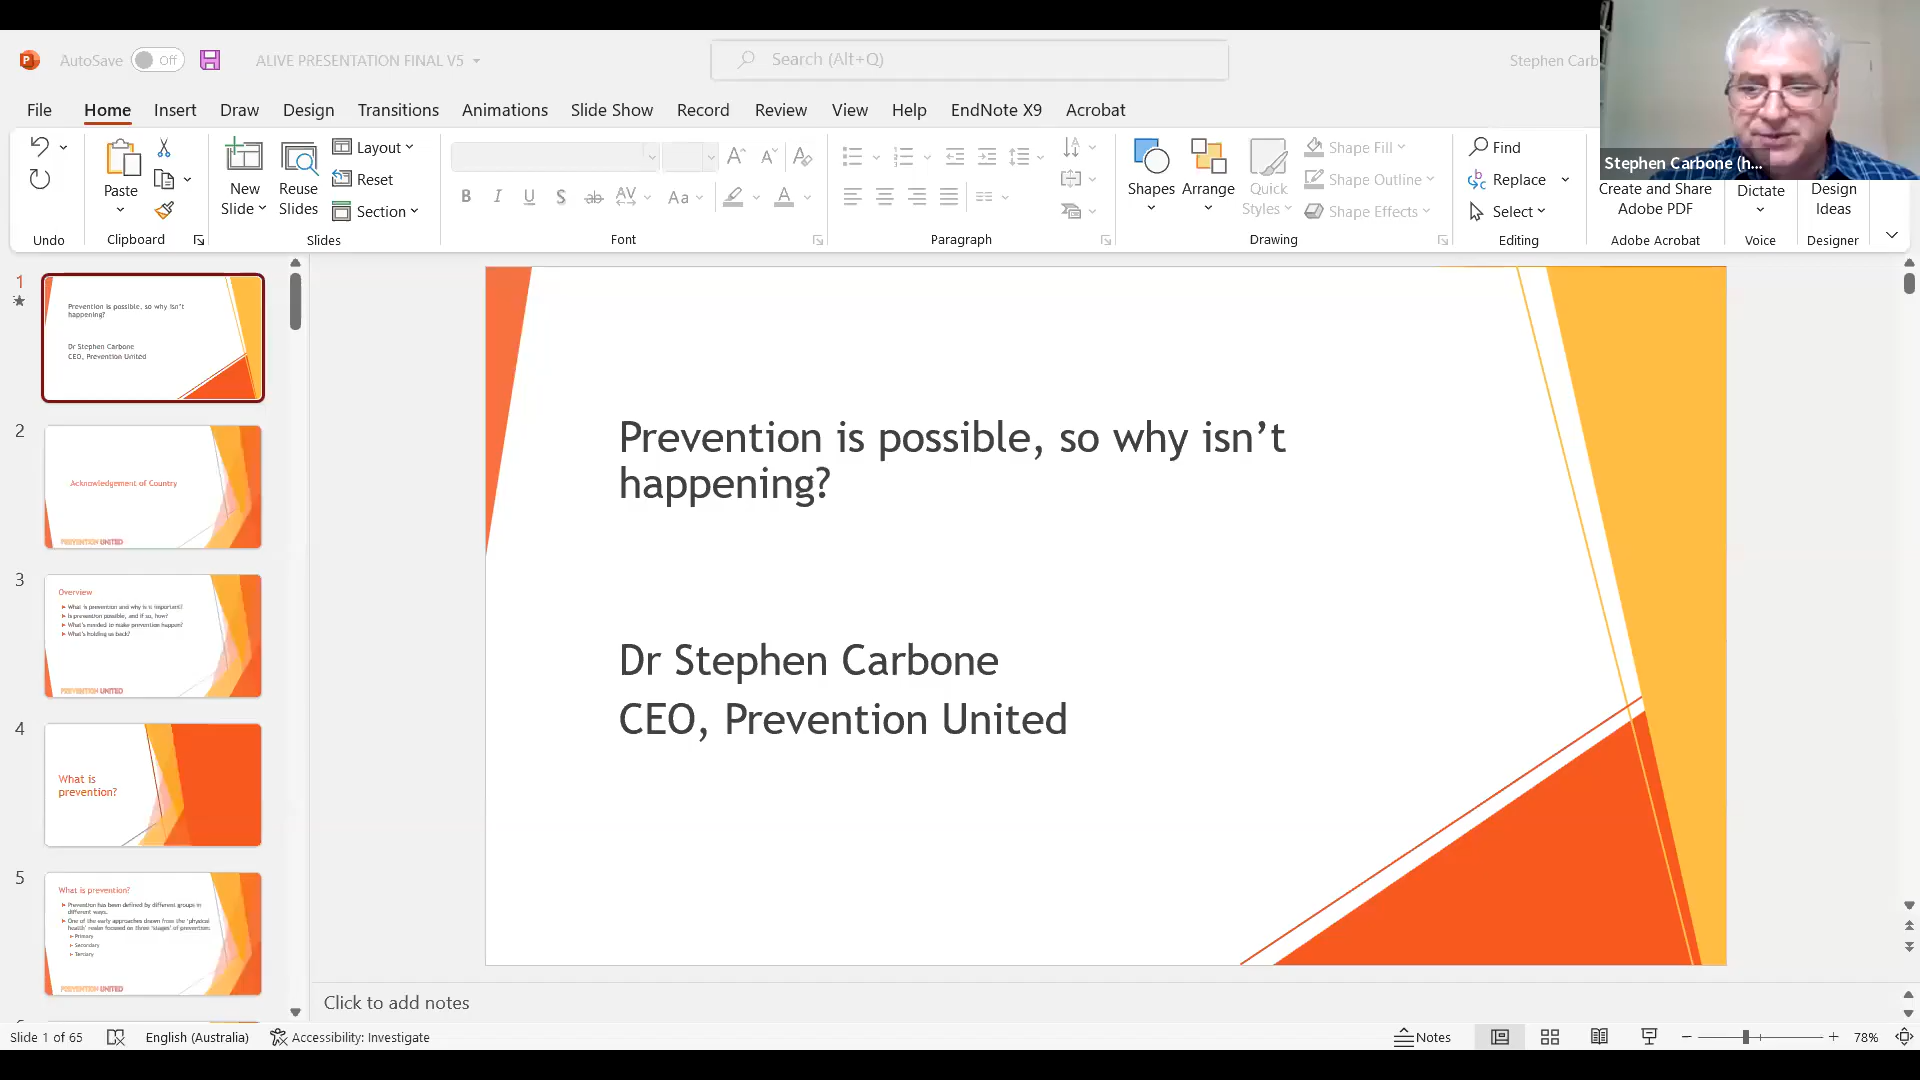 AutoSave Off ALIVE PRESENTATION FINAL V5 Search (Alt+Q) Stephen Carb
File Home Insert Draw Design Transitions Animations Slide Show Record Review View Help EndNote X9 Acrobat
Stephen Carbone (h...
Undo
Paste
Clipboard
New Slide
Reuse Slides
Layout
Reset
Section
Slides
B I U S ab AV Aa A
Font
Paragraph
Shapes
Arrange
Quick Styles
Shape Fill
Shape Outline
Shape Effects
Drawing
Find
Replace
Select
Editing
Create and Share
Adobe PDF
Adobe Acrobat
Dictate
Voice
Design
Ideas
Designer
1
Prevention is possible, so why isn't
happening?
Dr Stephen Carbone
CEO, Prevention United
2
Acknowledgement of Country
PREVENTION UNITED
3
Overview
What is prevention and why is it important?
Is prevention possible, and if so, how?
What's needed to make prevention happen?
What's holding us back?
PREVENTION UNITED
4
What is
prevention?
5
What is prevention?
Prevention has been defined by different groups in
different ways.
One of the early approaches drawn from the 'physical
health' realm focused on three 'stages' of prevention:
Primary
Secondary
Tertiary
PREVENTION UNITED
Prevention is possible, so why isn't
happening?
Dr Stephen Carbone
CEO, Prevention United
Click to add notes
Slide 1 of 65 English (Australia) Accessibility: Investigate Notes 78%